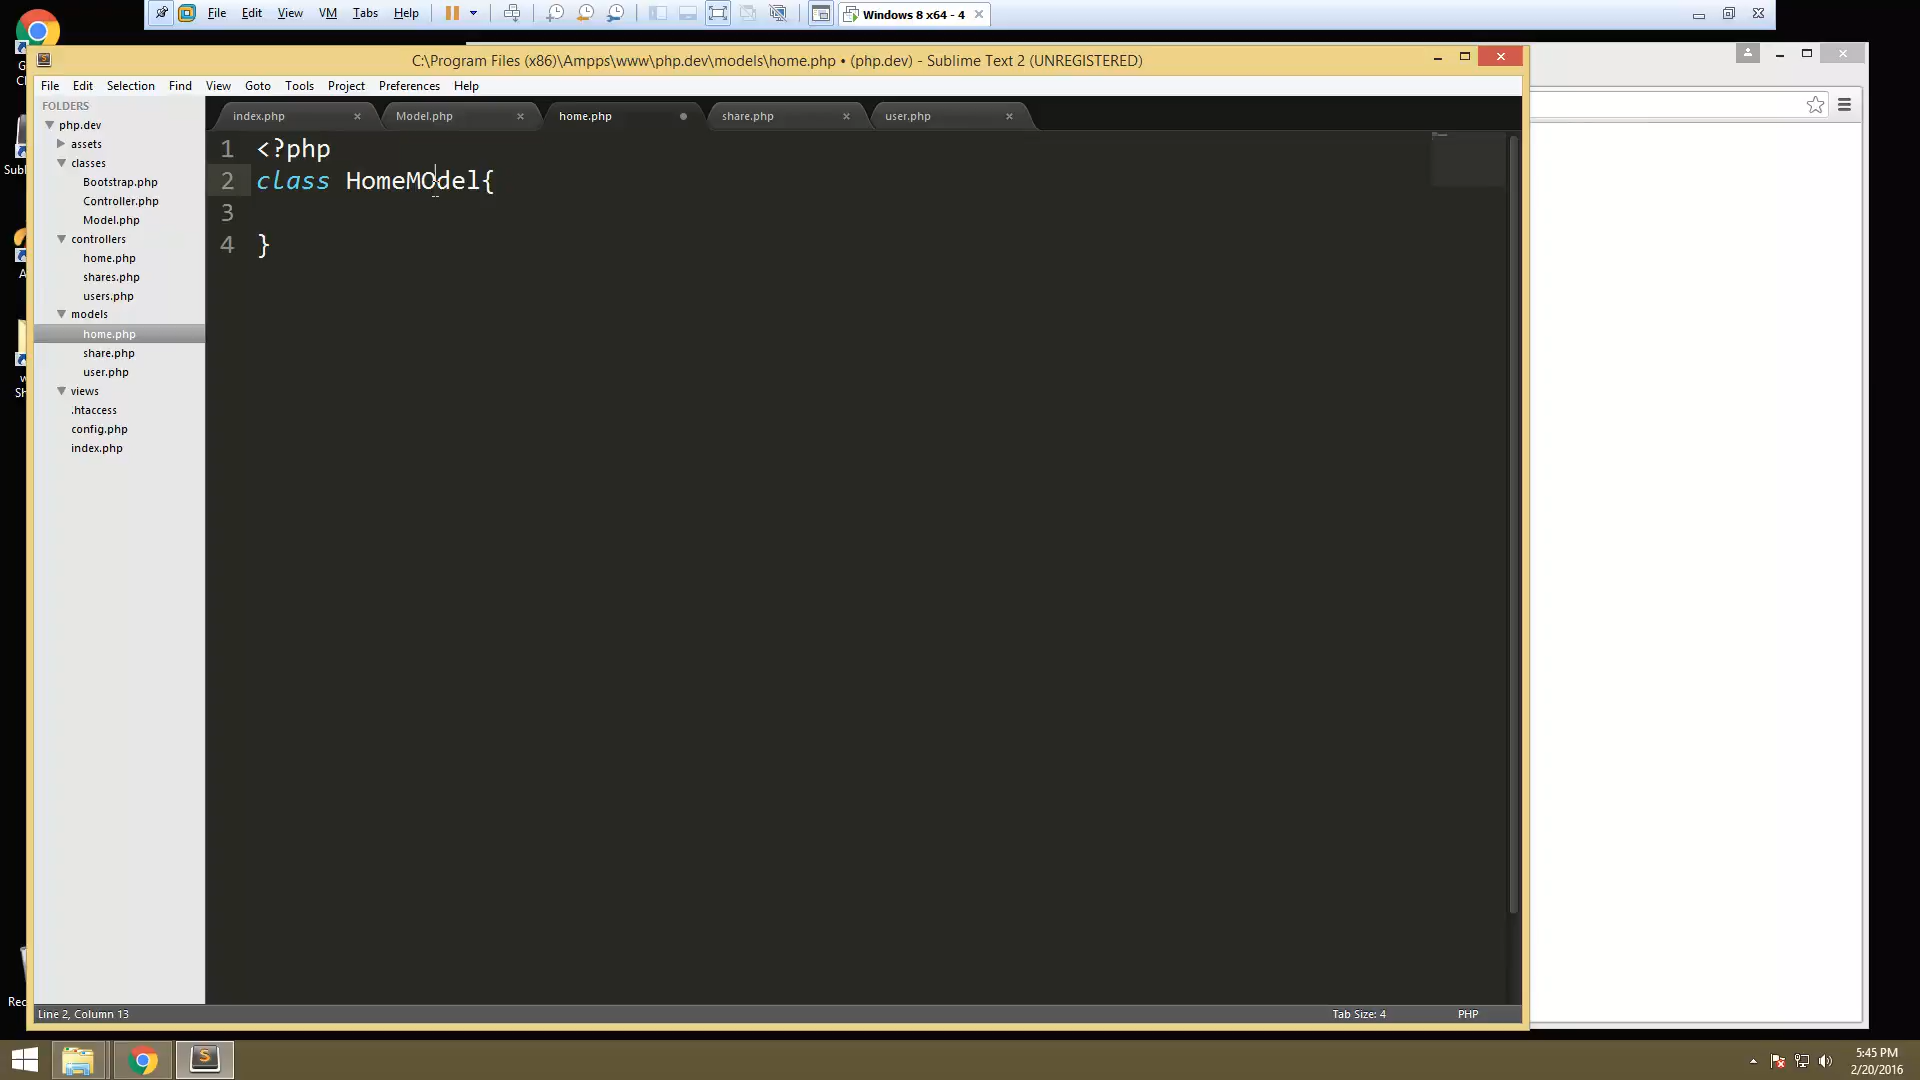 File Edit View VM Tabs Help Windows 8 x64 - 4
C:\Program Files (x86)\Ampps\www\php.dev\models\home.php • (php.dev) - Sublime Text 2 (UNREGISTERED)
File Edit Selection Find View Goto Tools Project Preferences Help
FOLDERS
php.dev
assets
classes
Bootstrap.php
Controller.php
Model.php
controllers
home.php
shares.php
users.php
models
home.php
share.php
user.php
views
.htaccess
config.php
index.php
index.php Model.php home.php share.php user.php
1 <?php
2 class HomeMOdel{
3
4 }
Line 2, Column 13 Tab Size: 4 PHP
5:45 PM
2/20/2016